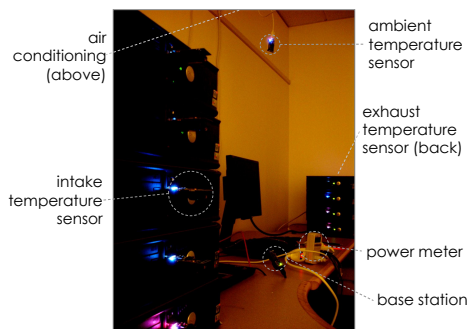 air
conditioning
(above)
ambient
temperature
sensor
exhaust
temperature
sensor (back)
intake
temperature
sensor
power meter
base station